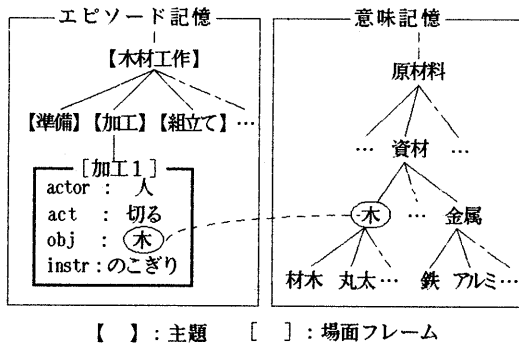 エピソード記憶
【木材工作】
【準備】【加工】【組立て】…
[加工1]
actor : 人
act : 切る
obj : 木
instr:のこぎり
意味記憶
原材料
… 資材 …
木 … 金属
材木 丸太… 鉄 アルミ…
【 】:主題 [ ]:場面フレーム